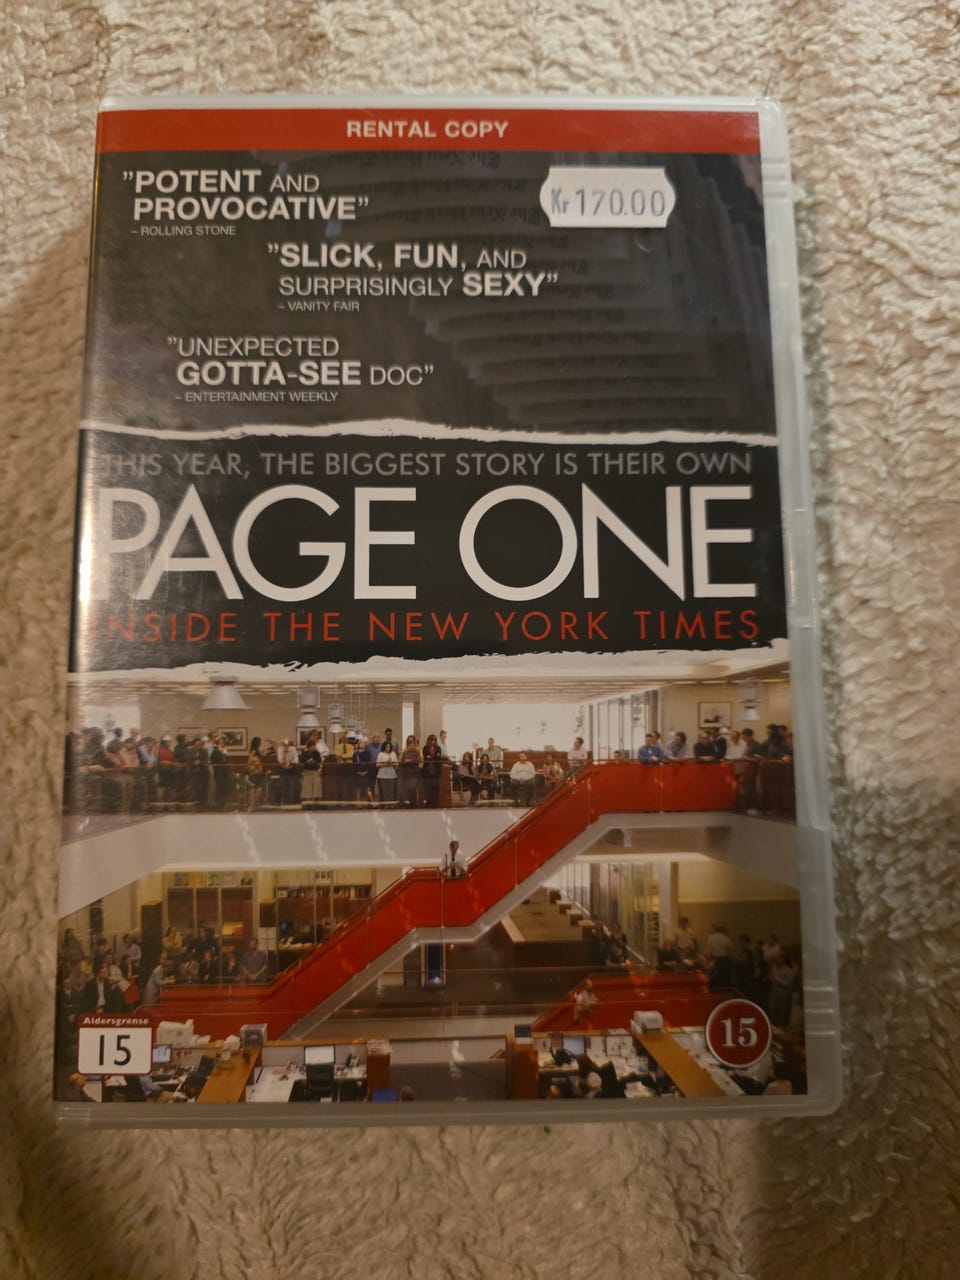 RENTAL COPY
"POTENT AND
PROVOCATIVE"
– ROLLING STONE
Kr 170.00
"SLICK, FUN, AND
SURPRISINGLY SEXY"
– VANITY FAIR
"UNEXPECTED
GOTTA-SEE DOC"
– ENTERTAINMENT WEEKLY
THIS YEAR, THE BIGGEST STORY IS THEIR OWN
PAGE ONE
INSIDE THE NEW YORK TIMES
Aldersgrense
15
15